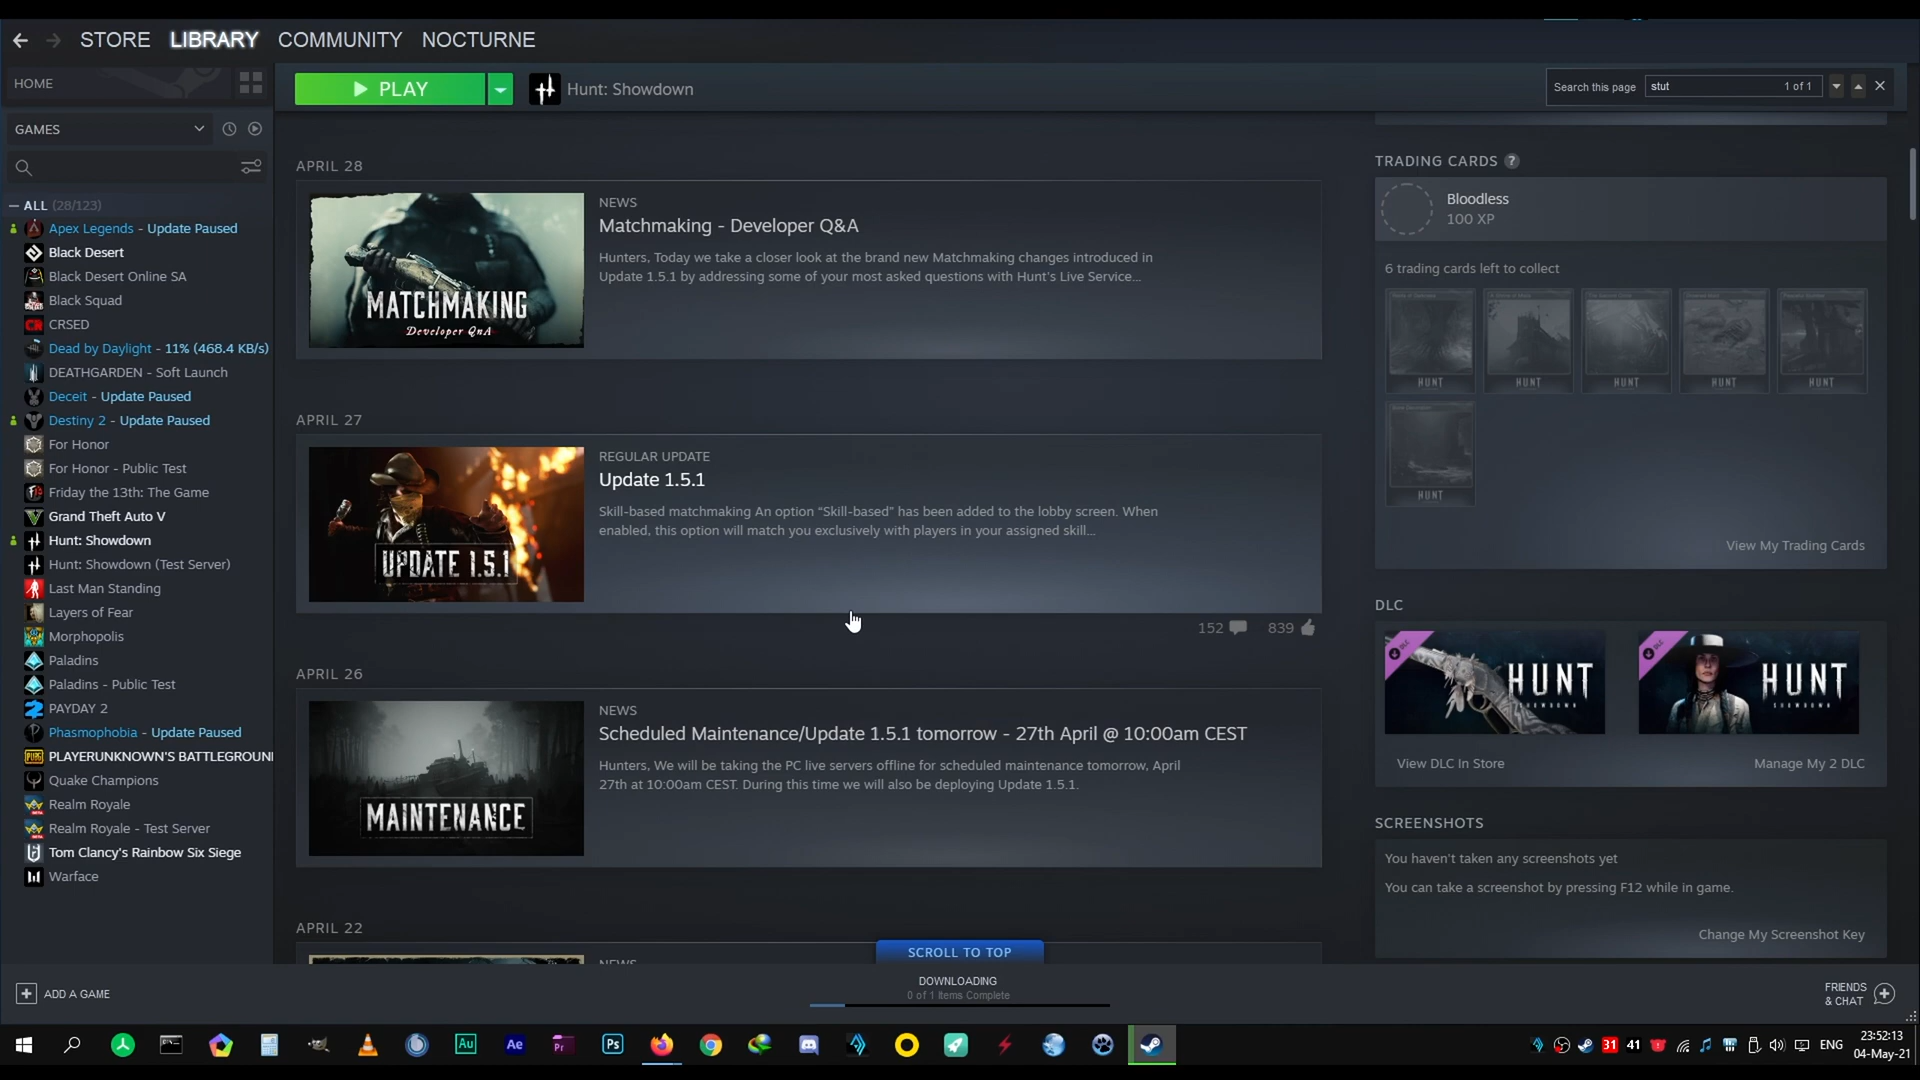 STORE LIBRARY COMMUNITY NOCTURNE
HOME
PLAY
Hunt: Showdown
Search this page stut 1 of 1
GAMES
ALL (28/123)
Apex Legends - Update Paused
Black Desert
Black Desert Online SA
Black Squad
CRSED
Dead by Daylight - 11% (468.4 KB/s)
DEATHGARDEN - Soft Launch
Deceit - Update Paused
Destiny 2 - Update Paused
For Honor
For Honor - Public Test
Friday the 13th: The Game
Grand Theft Auto V
Hunt: Showdown
Hunt: Showdown (Test Server)
Last Man Standing
Layers of Fear
Morphopolis
Paladins
Paladins - Public Test
PAYDAY 2
Phasmophobia - Update Paused
PLAYERUNKNOWN'S BATTLEGROUN
Quake Champions
Realm Royale
Realm Royale - Test Server
Tom Clancy's Rainbow Six Siege
Warface
APRIL 28
MATCHMAKING
Developer QnA
NEWS
Matchmaking - Developer Q&A
Hunters, Today we take a closer look at the brand new Matchmaking changes introduced in
Update 1.5.1 by addressing some of your most asked questions with Hunt's Live Service...
APRIL 27
UPDATE 1.5.1
REGULAR UPDATE
Update 1.5.1
Skill-based matchmaking An option “Skill-based” has been added to the lobby screen. When
enabled, this option will match you exclusively with players in your assigned skill...
152 839
APRIL 26
MAINTENANCE
NEWS
Scheduled Maintenance/Update 1.5.1 tomorrow - 27th April @ 10:00am CEST
Hunters, We will be taking the PC live servers offline for scheduled maintenance tomorrow, April
27th at 10:00am CEST. During this time we will also be deploying Update 1.5.1.
APRIL 22
NEWS
SCROLL TO TOP
TRADING CARDS ?
Bloodless
100 XP
6 trading cards left to collect
HUNT HUNT HUNT HUNT HUNT
HUNT
View My Trading Cards
DLC
HUNT
SHOWDOWN
HUNT
SHOWDOWN
View DLC In Store
Manage My 2 DLC
SCREENSHOTS
You haven't taken any screenshots yet
You can take a screenshot by pressing F12 while in game.
Change My Screenshot Key
ADD A GAME
DOWNLOADING
0 of 1 Items Complete
FRIENDS
& CHAT
Au Ae Pr Ps
31 41
ENG
23:52:13
04-May-21